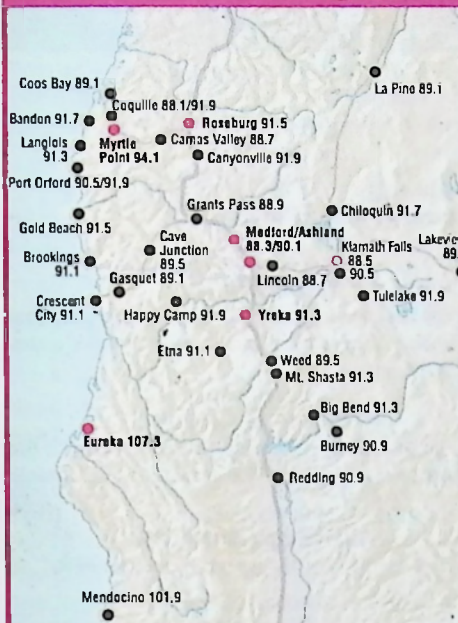 La Pine 89.1
Coos Bay 89.1
Coquille 88.1/91.9
Bandon 91.7
Roseburg 91.5
Myrtle
Point 94.1
Camas Valley 88.7
Langlois
91.3
Canyonville 91.9
Port Orford 90.5/91.9
Grants Pass 88.9
Chiloquin 91.7
Gold Beach 91.5
Cave
Junction
89.5
Medford/Ashland
88.3/90.1
Klamath Falls
88.5
90.5
Brookings
91.1
Gasquet 89.1
Lincoln 88.7
Crescent
City 91.1
Happy Camp 91.9
Tulelake 91.9
Yreka 91.3
Etna 91.1
Weed 89.5
Mt. Shasta 91.3
Big Bend 91.3
Eureka 107.3
Burney 90.9
Redding 90.9
Mendocino 101.9